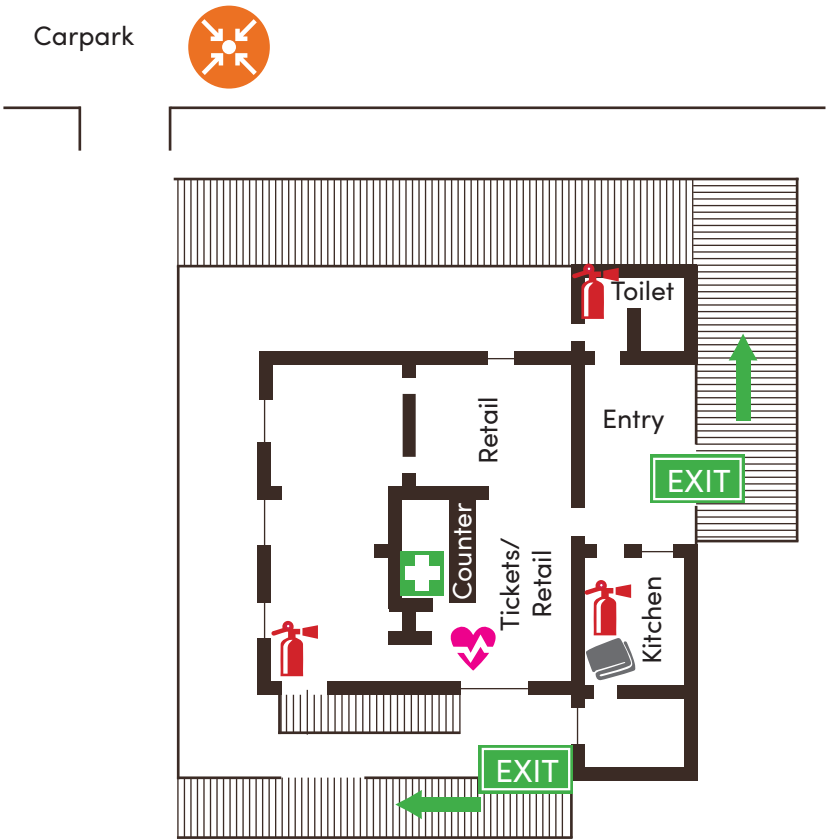 Carpark
Toilet
Retail
Entry
EXIT
Counter
Tickets/
Retail
Kitchen
EXIT